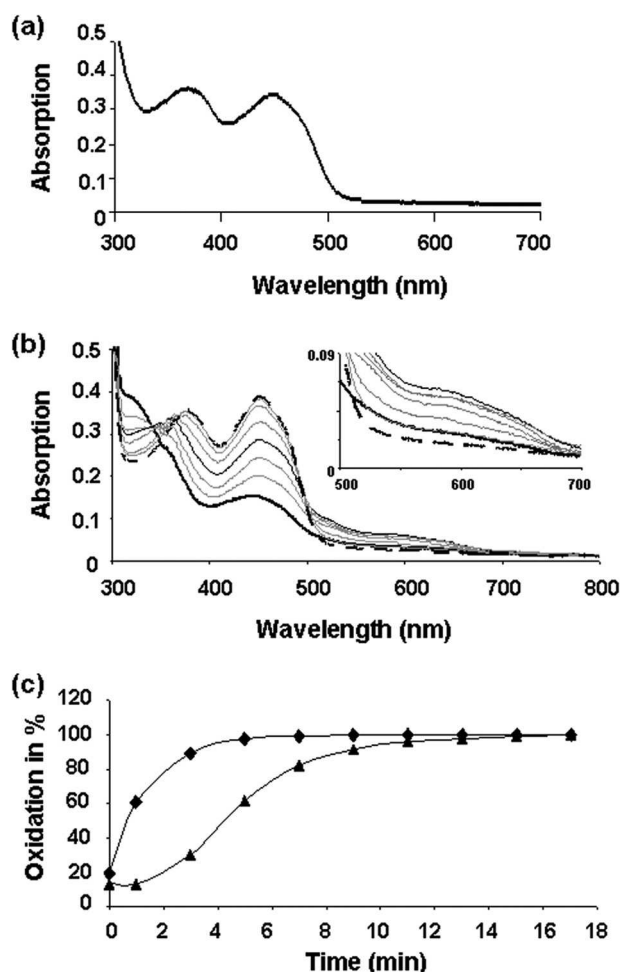 (a)
0.5
0.4
0.3
0.2
0.1
0
Absorption
300 400 500 600 700
Wavelength (nm)
(b)
0.5
0.4
0.3
0.2
0.1
0
Absorption
0.09
0
500 600 700
300 400 500 600 700 800
Wavelength (nm)
(c)
120
100
80
60
40
20
0
Oxidation in %
0 2 4 6 8 10 12 14 16 18
Time (min)